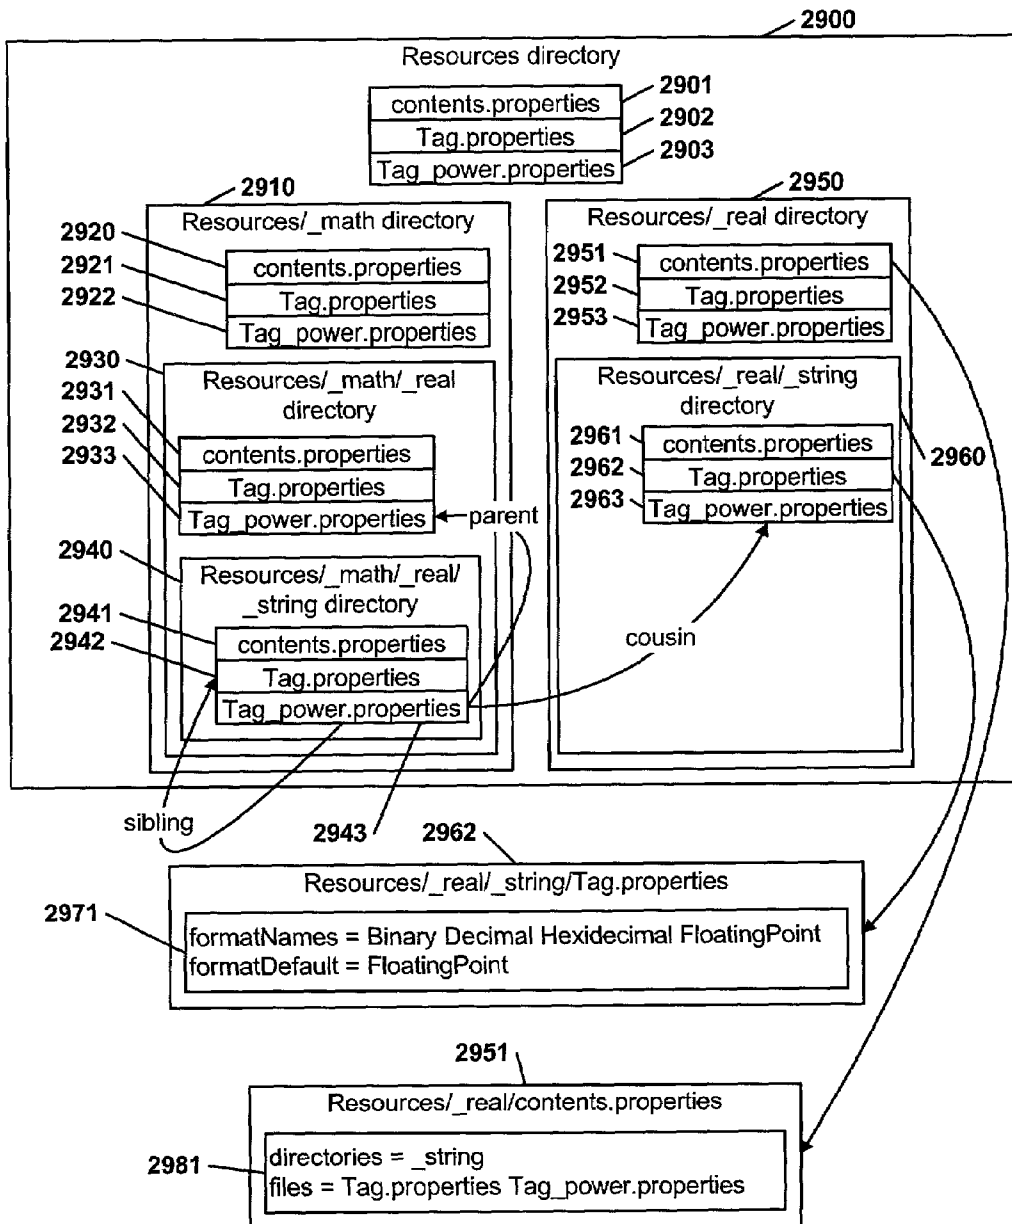 2900
Resources directory
contents.properties
2901
Tag.properties
2902
Tag_power.properties
2903
2910
Resources/_math directory
2920
contents.properties
2921
Tag.properties
2922
Tag_power.properties
2930
Resources/_math/_real
directory
2931
contents.properties
2932
Tag.properties
2933
Tag_power.properties
parent
2940
Resources/_math/_real/
_string directory
2941
contents.properties
2942
Tag.properties
Tag_power.properties
sibling
2943
2950
Resources/_real directory
2951
contents.properties
2952
Tag.properties
2953
Tag_power.properties
Resources/_real/_string
directory
2960
2961
contents.properties
2962
Tag.properties
2963
Tag_power.properties
cousin
2962
Resources/_real/_string/Tag.properties
2971
formatNames = Binary Decimal Hexidecimal FloatingPoint
formatDefault = FloatingPoint
2951
Resources/_real/contents.properties
2981
directories = _string
files = Tag.properties Tag_power.properties